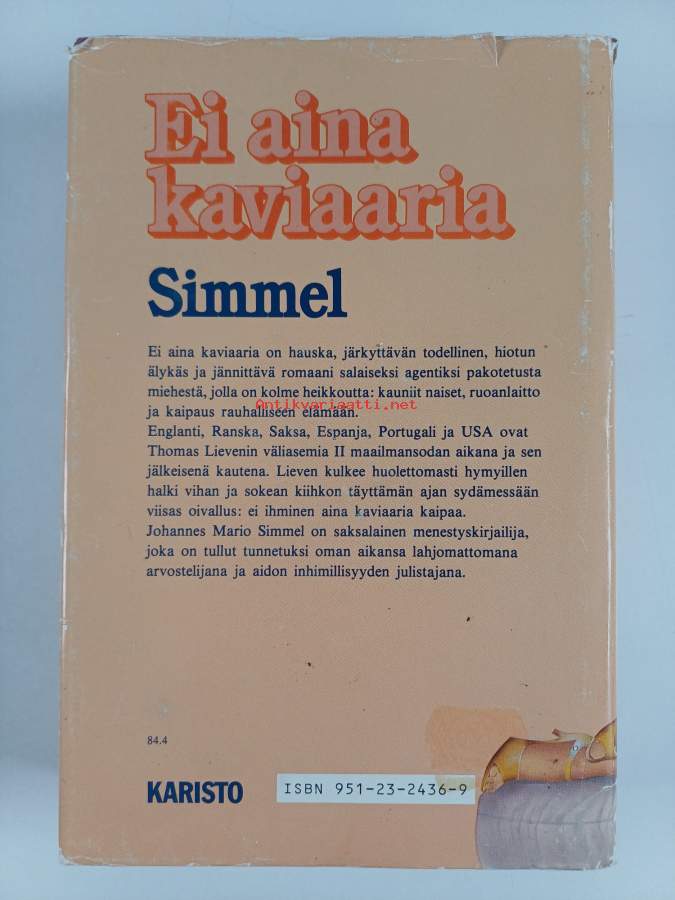 Ei aina
kaviaaria
Simmel
Ei aina kaviaaria on hauska, järkyttävän todellinen, hiotun
älykäs ja jännittävä romaani salaiseksi agentiksi pakotetusta
miehestä, jolla on kolme heikkoutta: kauniit naiset, ruoanlaitto
ja kaipaus rauhalliseen elämään.
Antikvariaatti.net
Englanti, Ranska, Saksa, Espanja, Portugali ja USA ovat
Thomas Lievenin väliasemia II maailmansodan aikana ja sen
jälkeisenä kautena. Lieven kulkee huolettomasti hymyillen
halki vihan ja sokean kiihkon täyttämän ajan sydämessään
viisas oivallus: ei ihminen aina kaviaaria kaipaa.
Johannes Mario Simmel on saksalainen menestyskirjailija,
joka on tullut tunnetuksi oman aikansa lahjomattomana
arvostelijana ja aidon inhimillisyyden julistajana.
84.4
KARISTO
ISBN 951-23-2436-9